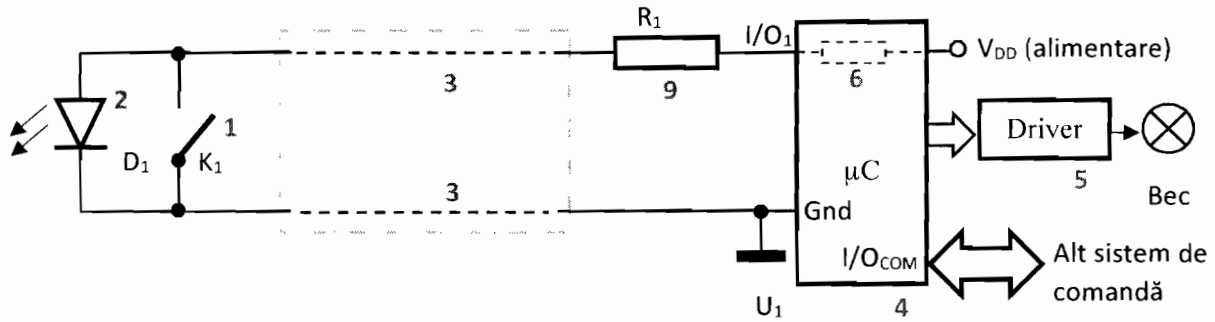 R1
I/O1
VDD (alimentare)
3
9
6
2
1
D1
K1
Driver
µC
3
5
Gnd
Bec
I/OCOM
Alt sistem de
comandă
U1
4